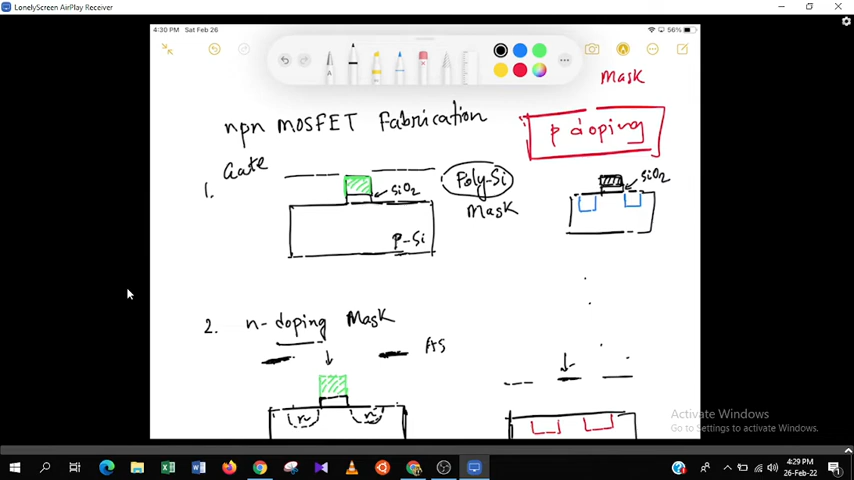 LonelyScreen AirPlay Receiver
4:30 PM Sat Feb 26
56%
Mask
npn MOSFET Fabrication
p doping
Gate
1.
SiO2
Poly-Si
Mask
p-Si
SiO2
2. n-doping Mask
AS
n n
Activate Windows
Go to Settings to activate Windows.
4:29 PM
26-Feb-22